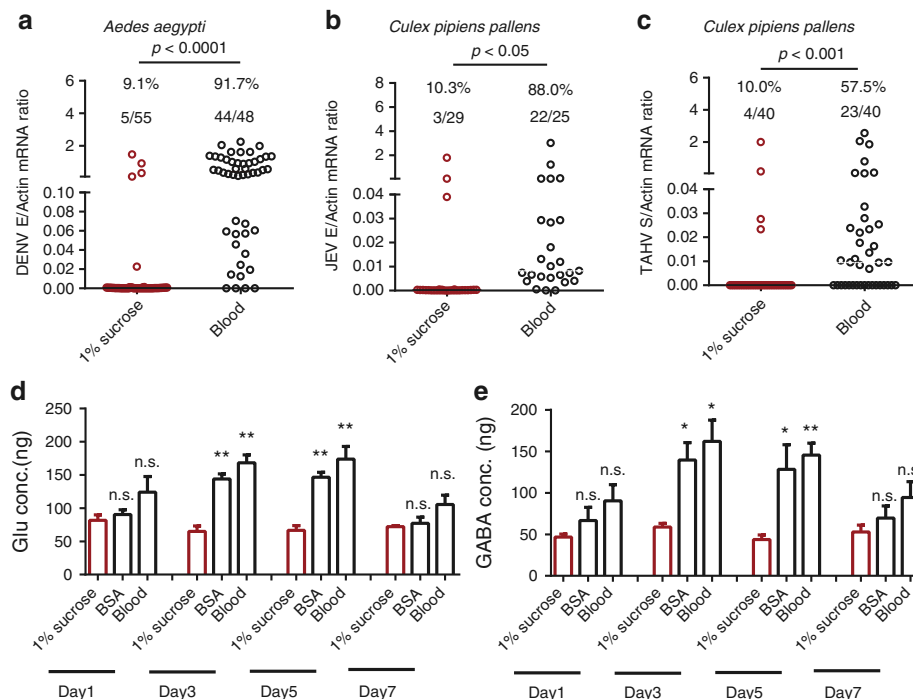 a
Aedes aegypti
p < 0.0001
9.1% 91.7%
5/55 44/48
6
4
2
0.10
0.08
0.06
0.04
0.02
0.00
DENV E/Actin mRNA ratio
1% sucrose
Blood
b
Culex pipiens pallens
p < 0.05
10.3% 88.0%
3/29 22/25
6
4
2
0.04
0.03
0.02
0.01
0.00
JEV E/Actin mRNA ratio
1% sucrose
Blood
c
Culex pipiens pallens
p < 0.001
10.0% 57.5%
4/40 23/40
6
4
2
0.04
0.03
0.02
0.01
0.00
TAHV S/Actin mRNA ratio
1% sucrose
Blood
d
250
200
150
100
50
0
Glu conc.(ng)
n.s. n.s. ** ** ** ** n.s. n.s.
1% sucrose BSA Blood 1% sucrose BSA Blood 1% sucrose BSA Blood 1% sucrose BSA Blood
Day1 Day3 Day5 Day7
e
200
150
100
50
0
GABA conc. (ng)
n.s. n.s. * * * ** n.s. n.s.
1% sucrose BSA Blood 1% sucrose BSA Blood 1% sucrose BSA Blood 1% sucrose BSA Blood
Day1 Day3 Day5 Day7